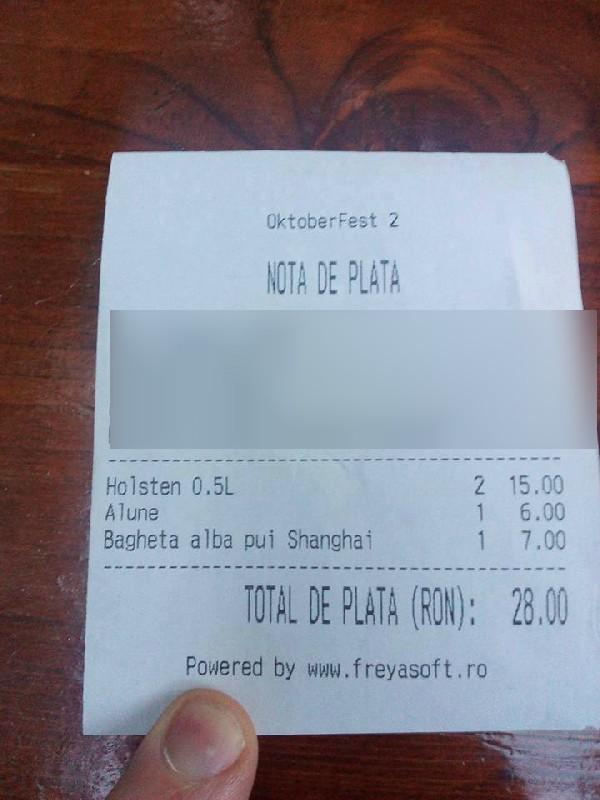 OktoberFest 2
NOTA DE PLATA
Holsten 0.5L 2 15.00
Alune 1 6.00
Bagheta alba pui Shanghai 1 7.00
TOTAL DE PLATA (RON): 28.00
Powered by www.freyasoft.ro